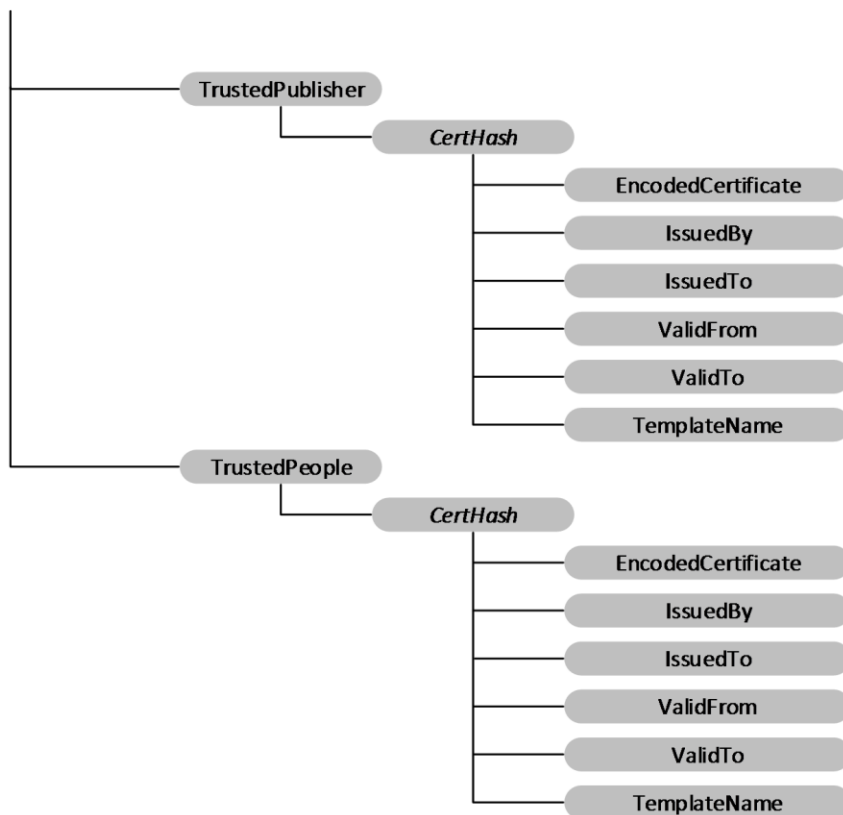 TrustedPublisher
CertHash
EncodedCertificate
IssuedBy
IssuedTo
ValidFrom
ValidTo
TemplateName
TrustedPeople
CertHash
EncodedCertificate
IssuedBy
IssuedTo
ValidFrom
ValidTo
TemplateName